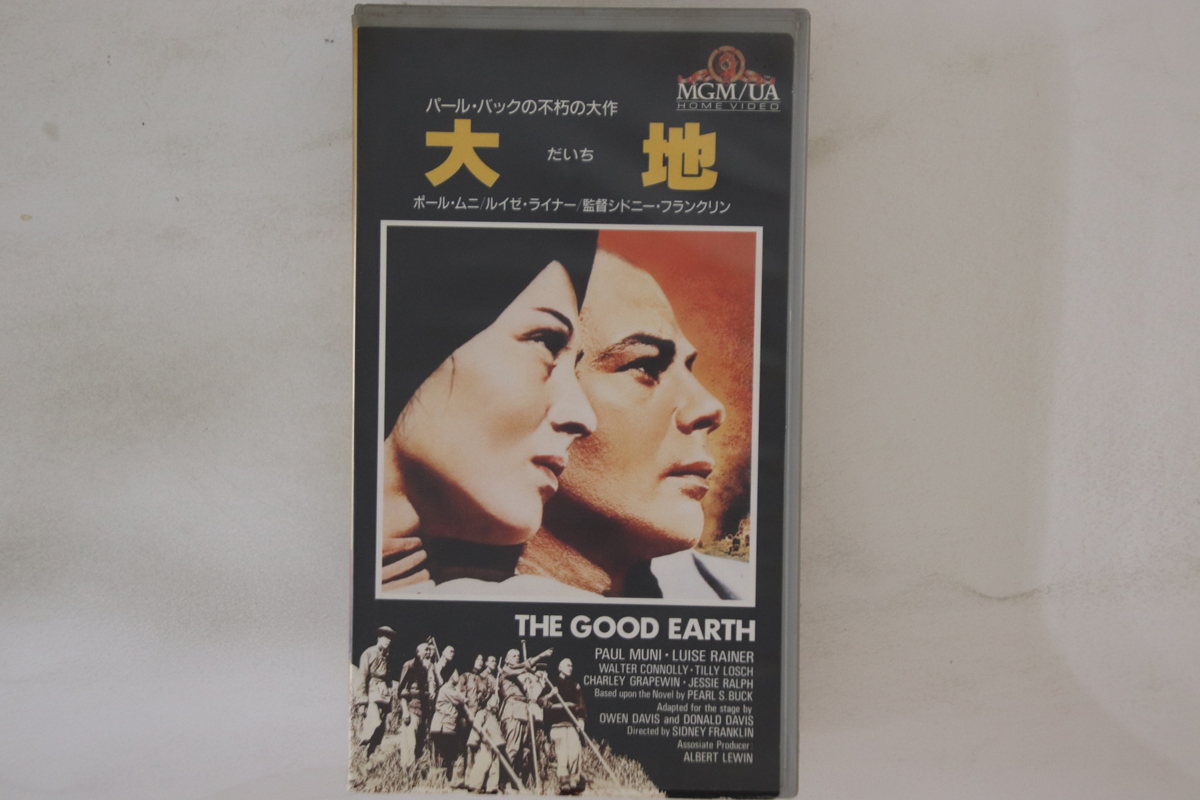 MGM/UA
HOME VIDEO
パール・バックの不朽の大作
大 だいち 地
ポール・ムニ/ルイゼ・ライナー/監督シドニー・フランクリン
THE GOOD EARTH
PAUL MUNI・LUISE RAINER
WALTER CONNOLLY・TILLY LOSCH
CHARLEY GRAPEWIN・JESSIE RALPH
Based upon the Novel by PEARL S. BUCK
Adapted for the stage by
OWEN DAVIS and DONALD DAVIS
Directed by SIDNEY FRANKLIN
Assosiate Producer:
ALBERT LEWIN